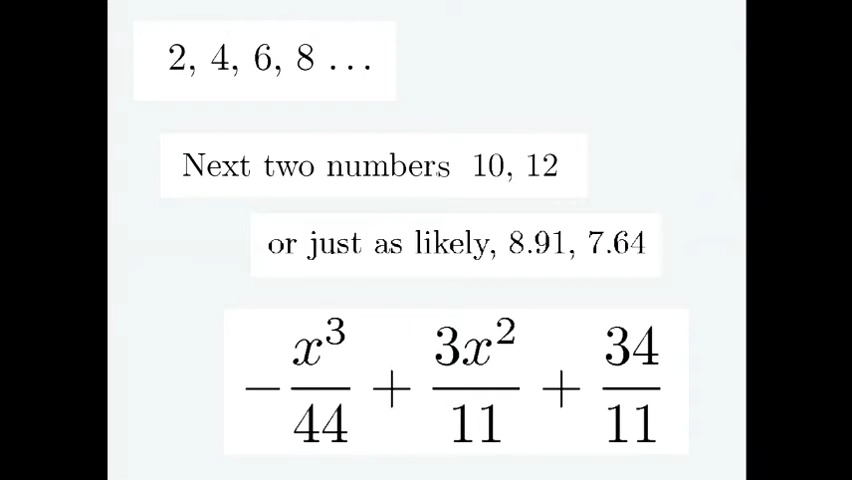 2, 4, 6, 8 ...
Next two numbers 10, 12
or just as likely, 8.91, 7.64
−x³/44 + 3x²/11 + 34/11